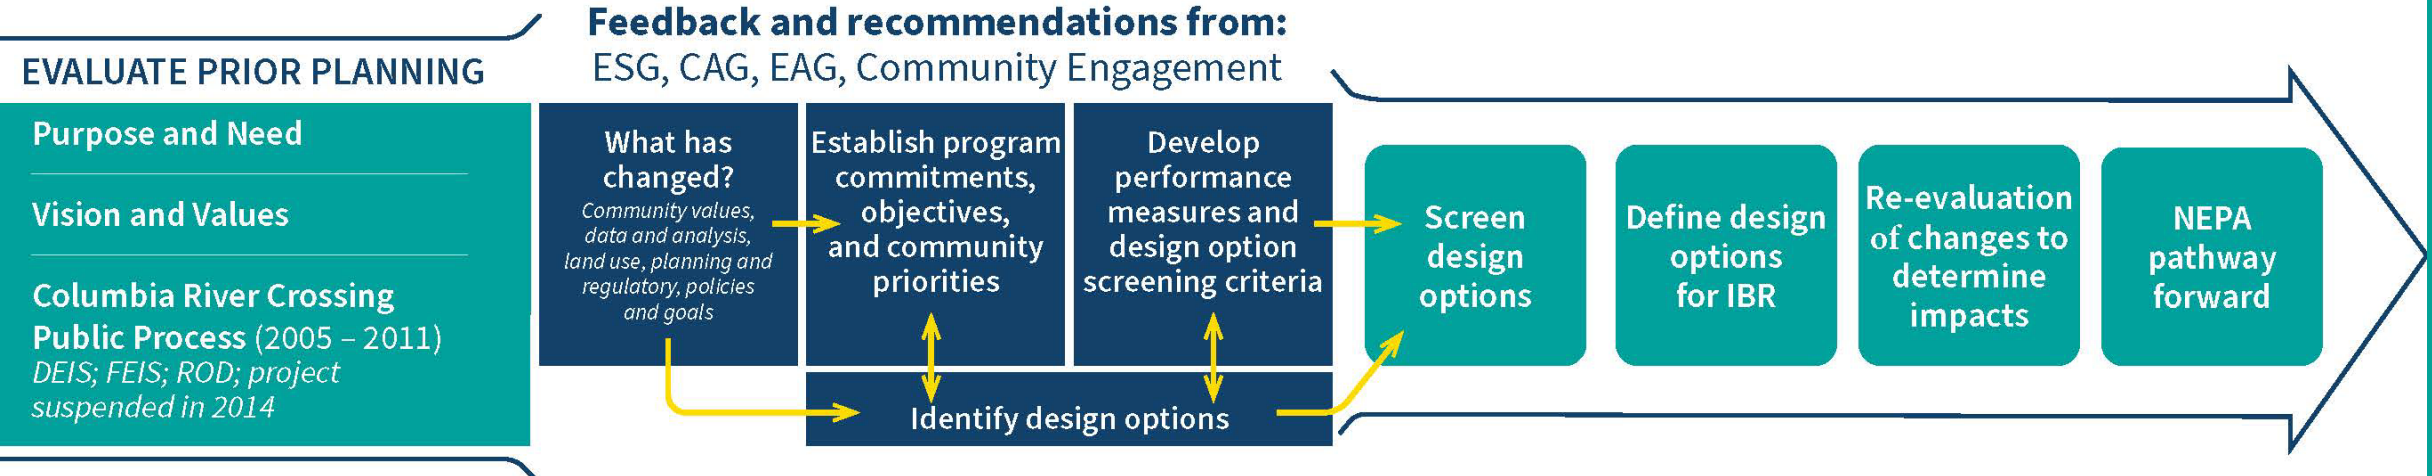 Feedback and recommendations from:
ESG, CAG, EAG, Community Engagement
EVALUATE PRIOR PLANNING
Purpose and Need
Vision and Values
Columbia River Crossing
Public Process (2005 – 2011)
DEIS; FEIS; ROD; project
suspended in 2014
What has
changed?
Community values,
data and analysis,
land use, planning and
regulatory, policies
and goals
Establish program
commitments,
objectives,
and community
priorities
Develop
performance
measures and
design option
screening criteria
Identify design options
Screen
design
options
Define design
options
for IBR
Re-evaluation
of changes to
determine
impacts
NEPA
pathway
forward